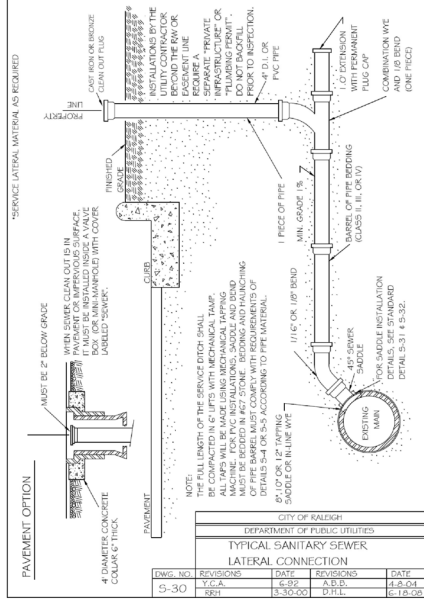 *SERVICE LATERAL MATERIAL AS REQUIRED
PAVEMENT OPTION
MUST BE 2" BELOW GRADE
WHEN SEWER CLEAN OUT IS IN
PAVEMENT OR IMPERVIOUS SURFACE,
IT MUST BE INSTALLED INSIDE A VALVE
BOX (OR MINI-MANHOLE) WITH COVER
LABELED "SEWER".
4' DIAMETER CONCRETE
COLLAR 6" THICK
PROPERTY
LINE
CAST IRON OR BRONZE
CLEAN OUT PLUG
INSTALLATIONS BY THE
UTILITY CONTRACTOR
BEYOND THE R/W OR
EASEMENT LINE
REQUIRE A
SEPARATE "PRIVATE
INFRASTRUCTURE" OR
"PLUMBING PERMIT".
DO NOT BACKFILL
PRIOR TO INSPECTION.
FINISHED
GRADE
4" D.I. OR
PVC PIPE
1.0' EXTENSION
WITH PERMANENT
PLUG CAP
COMBINATION WYE
AND 1/8 BEND
(ONE PIECE)
CURB
PAVEMENT
1 PIECE OF PIPE
MIN. GRADE 1%
BARREL OF PIPE BEDDING
(CLASS II, III, OR IV)
1/16" OR 1/8" BEND
45° SEWER
SADDLE
FOR SADDLE INSTALLATION
DETAILS, SEE STANDARD
DETAIL S-31 & S-32.
EXISTING
MAIN
8", 10" OR 12" TAPPING
SADDLE OR IN-LINE WYE
NOTE:
THE FULL LENGTH OF THE SERVICE DITCH SHALL
BE COMPACTED IN 6" LIFTS WITH MECHANICAL TAMP.
ALL TAPS WILL BE MADE USING MECHANICAL TAPPING
MACHINE. FOR PVC INSTALLATIONS, SADDLE AND BEND
MUST BE BEDDED IN #67 STONE. BEDDING AND HAUNCHING
OF PIPE BARREL MUST COMPLY WITH REQUIREMENTS OF
DETAILS S-4 OR S-5 ACCORDING TO PIPE MATERIAL.
CITY OF RALEIGH
DEPARTMENT OF PUBLIC UTILITIES
TYPICAL SANITARY SEWER
LATERAL CONNECTION
DWG. NO. REVISIONS DATE REVISIONS DATE
S-30 Y.C.A. 6-92 A.B.B. 4-8-04
RRH 3-30-00 D.H.L. 6-18-08